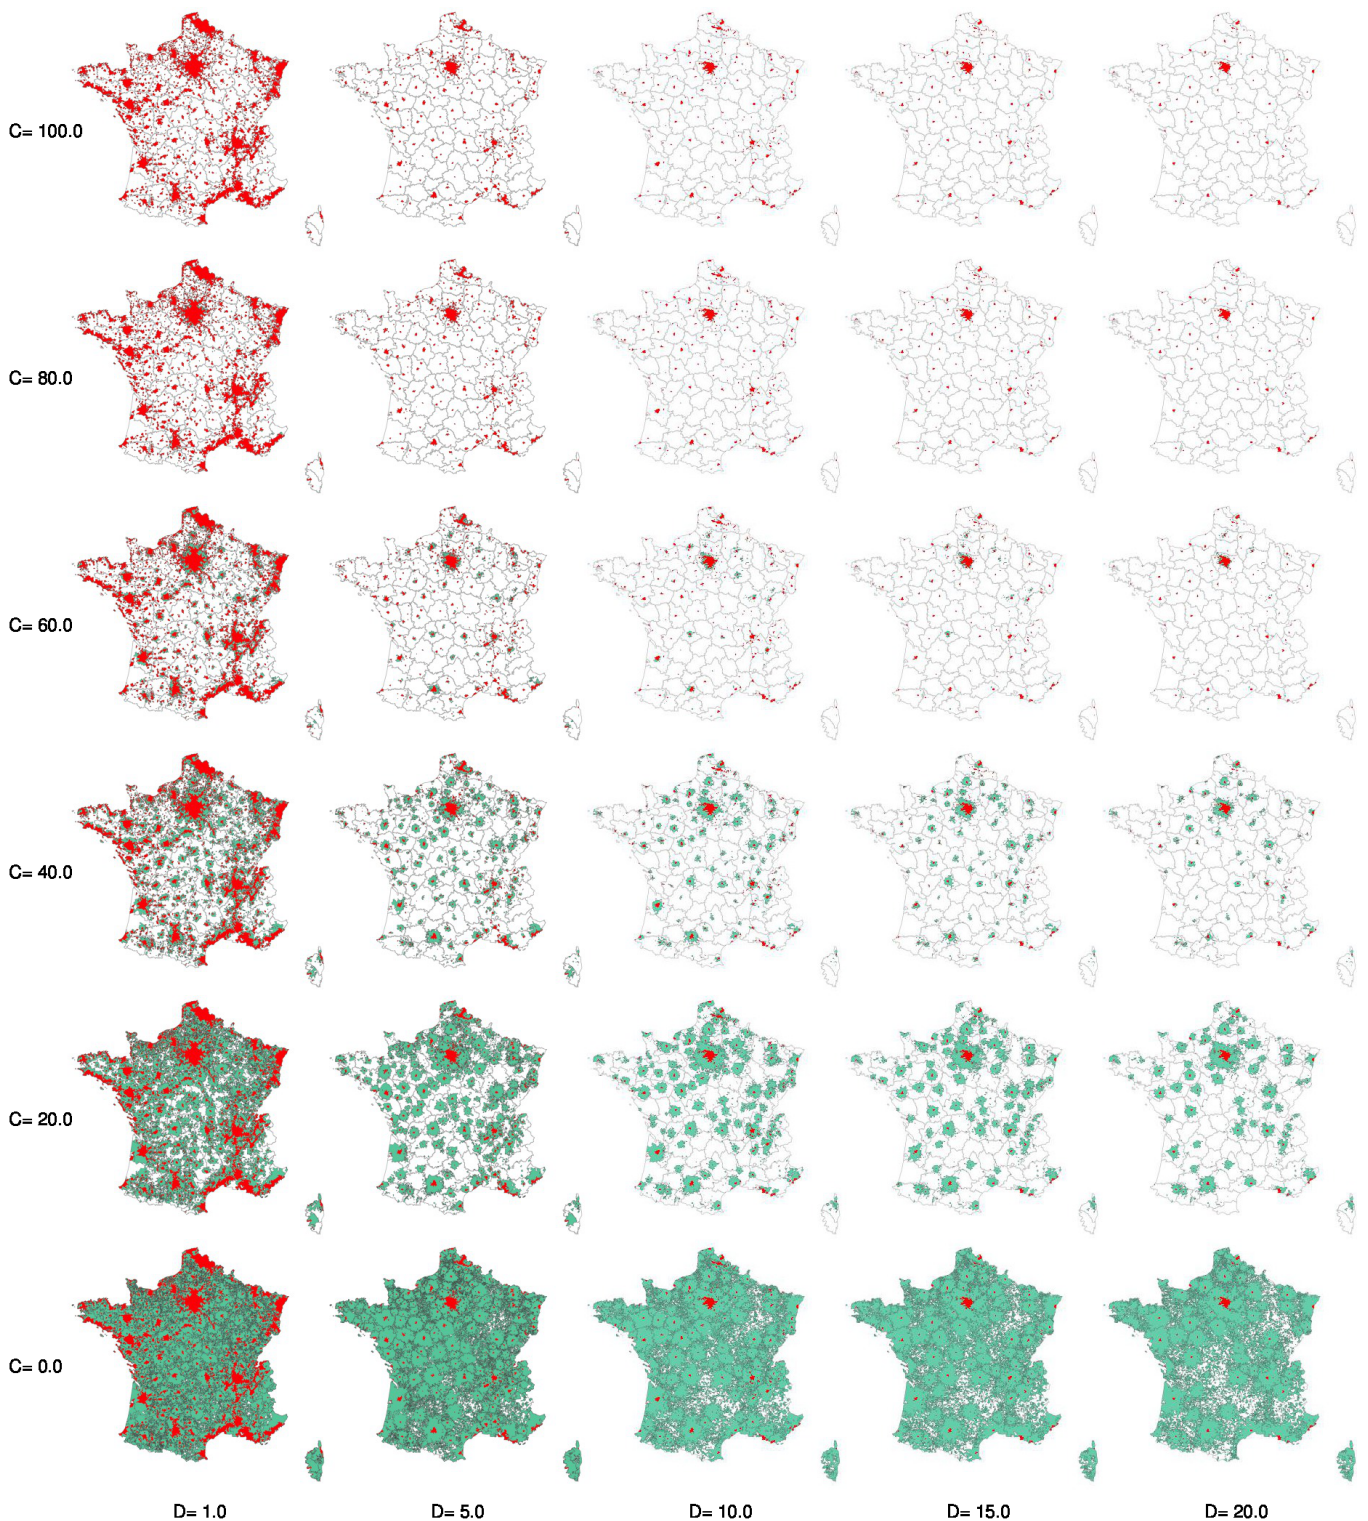 C= 100.0
C= 80.0
C= 60.0
C= 40.0
C= 20.0
C= 0.0
D= 1.0 D= 5.0 D= 10.0 D= 15.0 D= 20.0